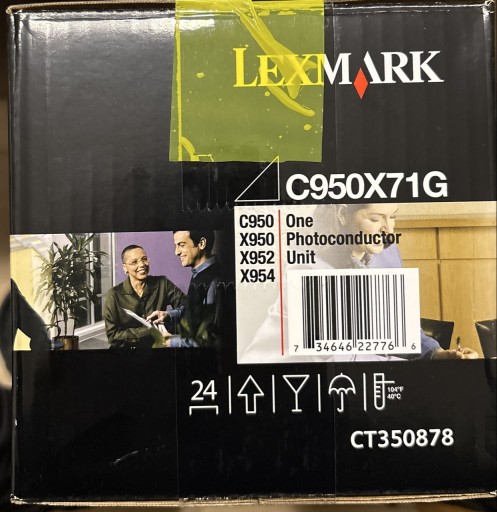 LEXMARK
C950X71G
C950 One
X950 Photoconductor
X952 Unit
X954
7 34646 22776 6
24
104°F
40°C
CT350878